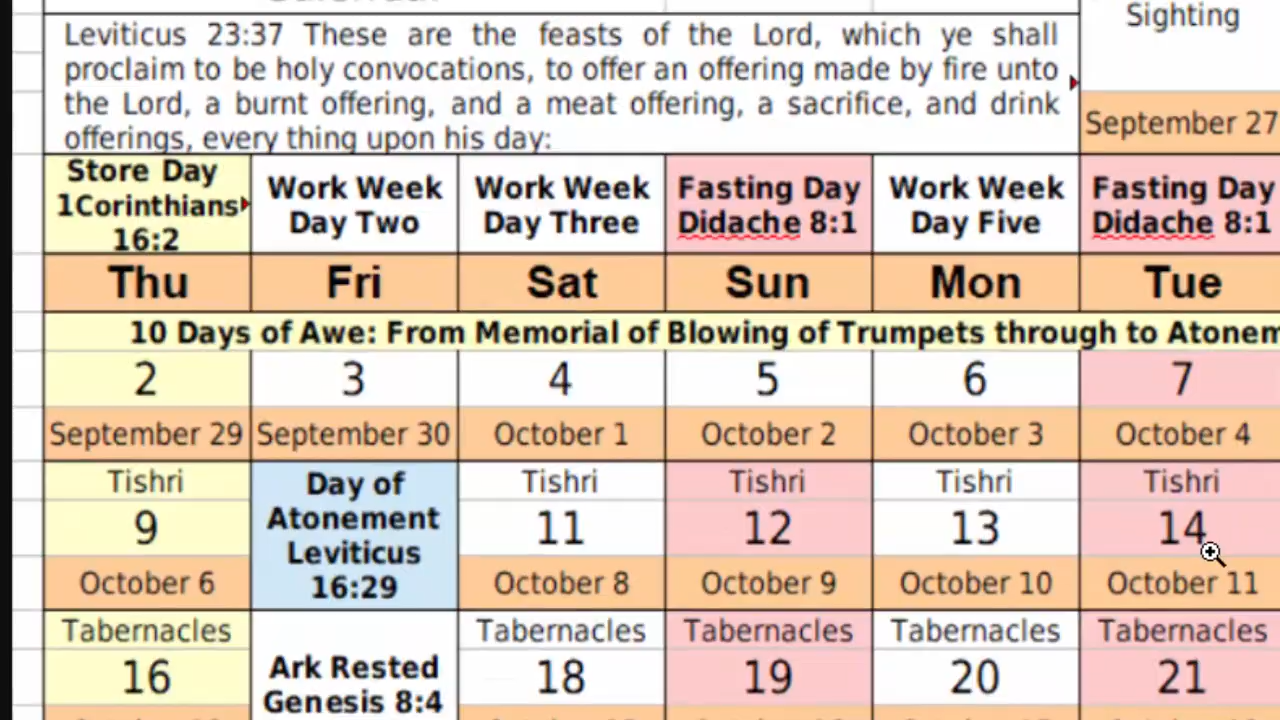 Sighting
Leviticus 23:37 These are the feasts of the Lord, which ye shall
proclaim to be holy convocations, to offer an offering made by fire unto
the Lord, a burnt offering, and a meat offering, a sacrifice, and drink
offerings, every thing upon his day:
September 27
Store Day
1Corinthians
16:2
Work Week
Day Two
Work Week
Day Three
Fasting Day
Didache 8:1
Work Week
Day Five
Fasting Day
Didache 8:1
Thu Fri Sat Sun Mon Tue
10 Days of Awe: From Memorial of Blowing of Trumpets through to Atonem
2 3 4 5 6 7
September 29 September 30 October 1 October 2 October 3 October 4
Tishri
9
October 6
Day of
Atonement
Leviticus
16:29
Tishri
11
October 8
Tishri
12
October 9
Tishri
13
October 10
Tishri
14
October 11
Tabernacles
16
Ark Rested
Genesis 8:4
Tabernacles
18
Tabernacles
19
Tabernacles
20
Tabernacles
21